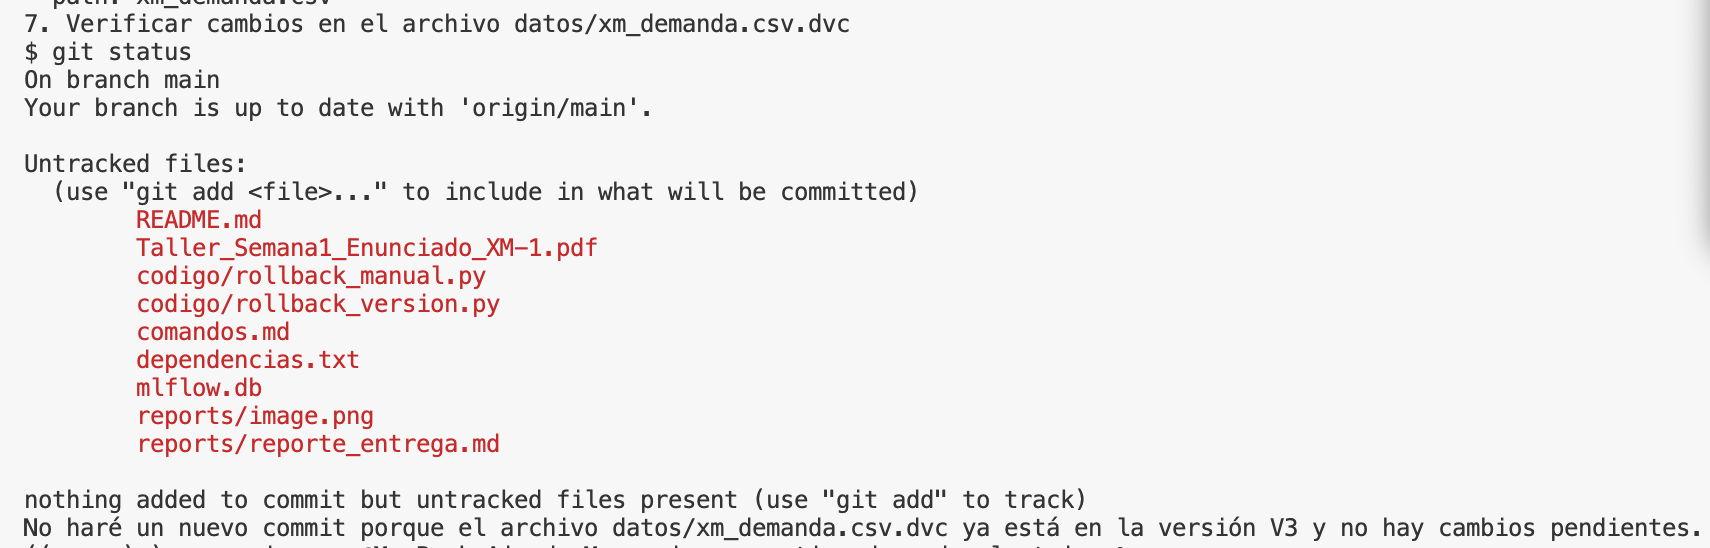 path: xm_demanda.csv
7. Verificar cambios en el archivo datos/xm_demanda.csv.dvc
$ git status
On branch main
Your branch is up to date with 'origin/main'.
Untracked files:
(use "git add <file>..." to include in what will be committed)
README.md
Taller_Semana1_Enunciado_XM-1.pdf
codigo/rollback_manual.py
codigo/rollback_version.py
comandos.md
dependencias.txt
mlflow.db
reports/image.png
reports/reporte_entrega.md
nothing added to commit but untracked files present (use "git add" to track)
No haré un nuevo commit porque el archivo datos/xm_demanda.csv.dvc ya está en la versión V3 y no hay cambios pendientes.